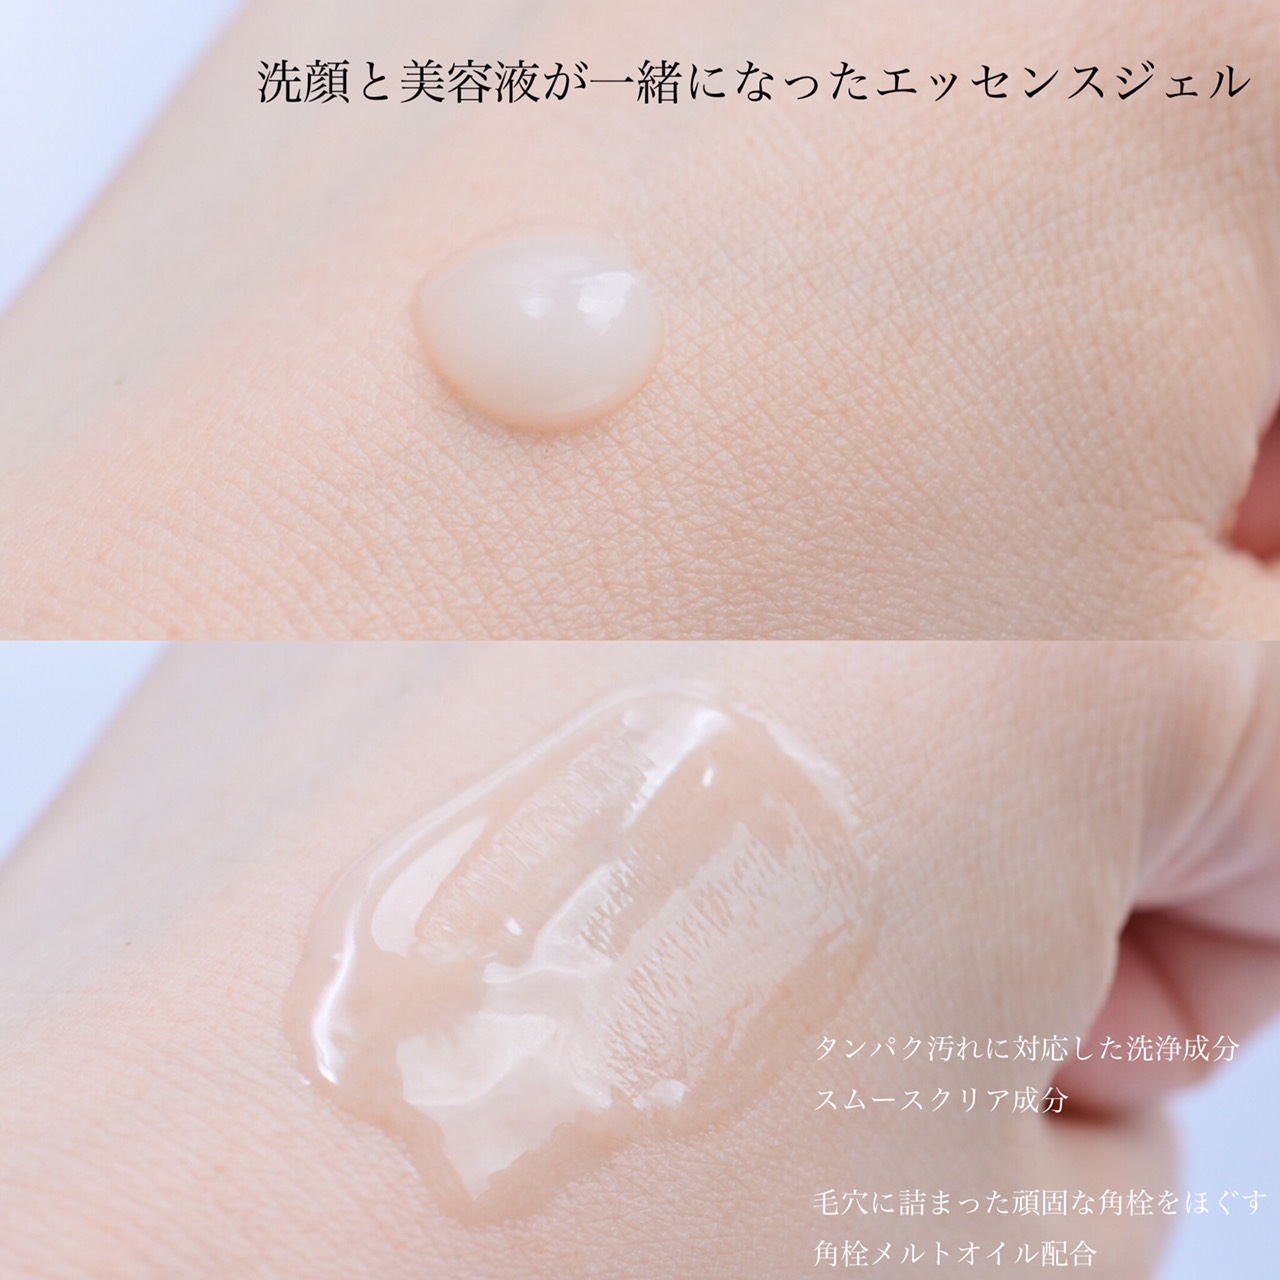 洗顔と美容液が一緒になったエッセンスジェル
タンパク汚れに対応した洗浄成分
スムースクリア成分
毛穴に詰まった頑固な角栓をほぐす
角栓メルトオイル配合